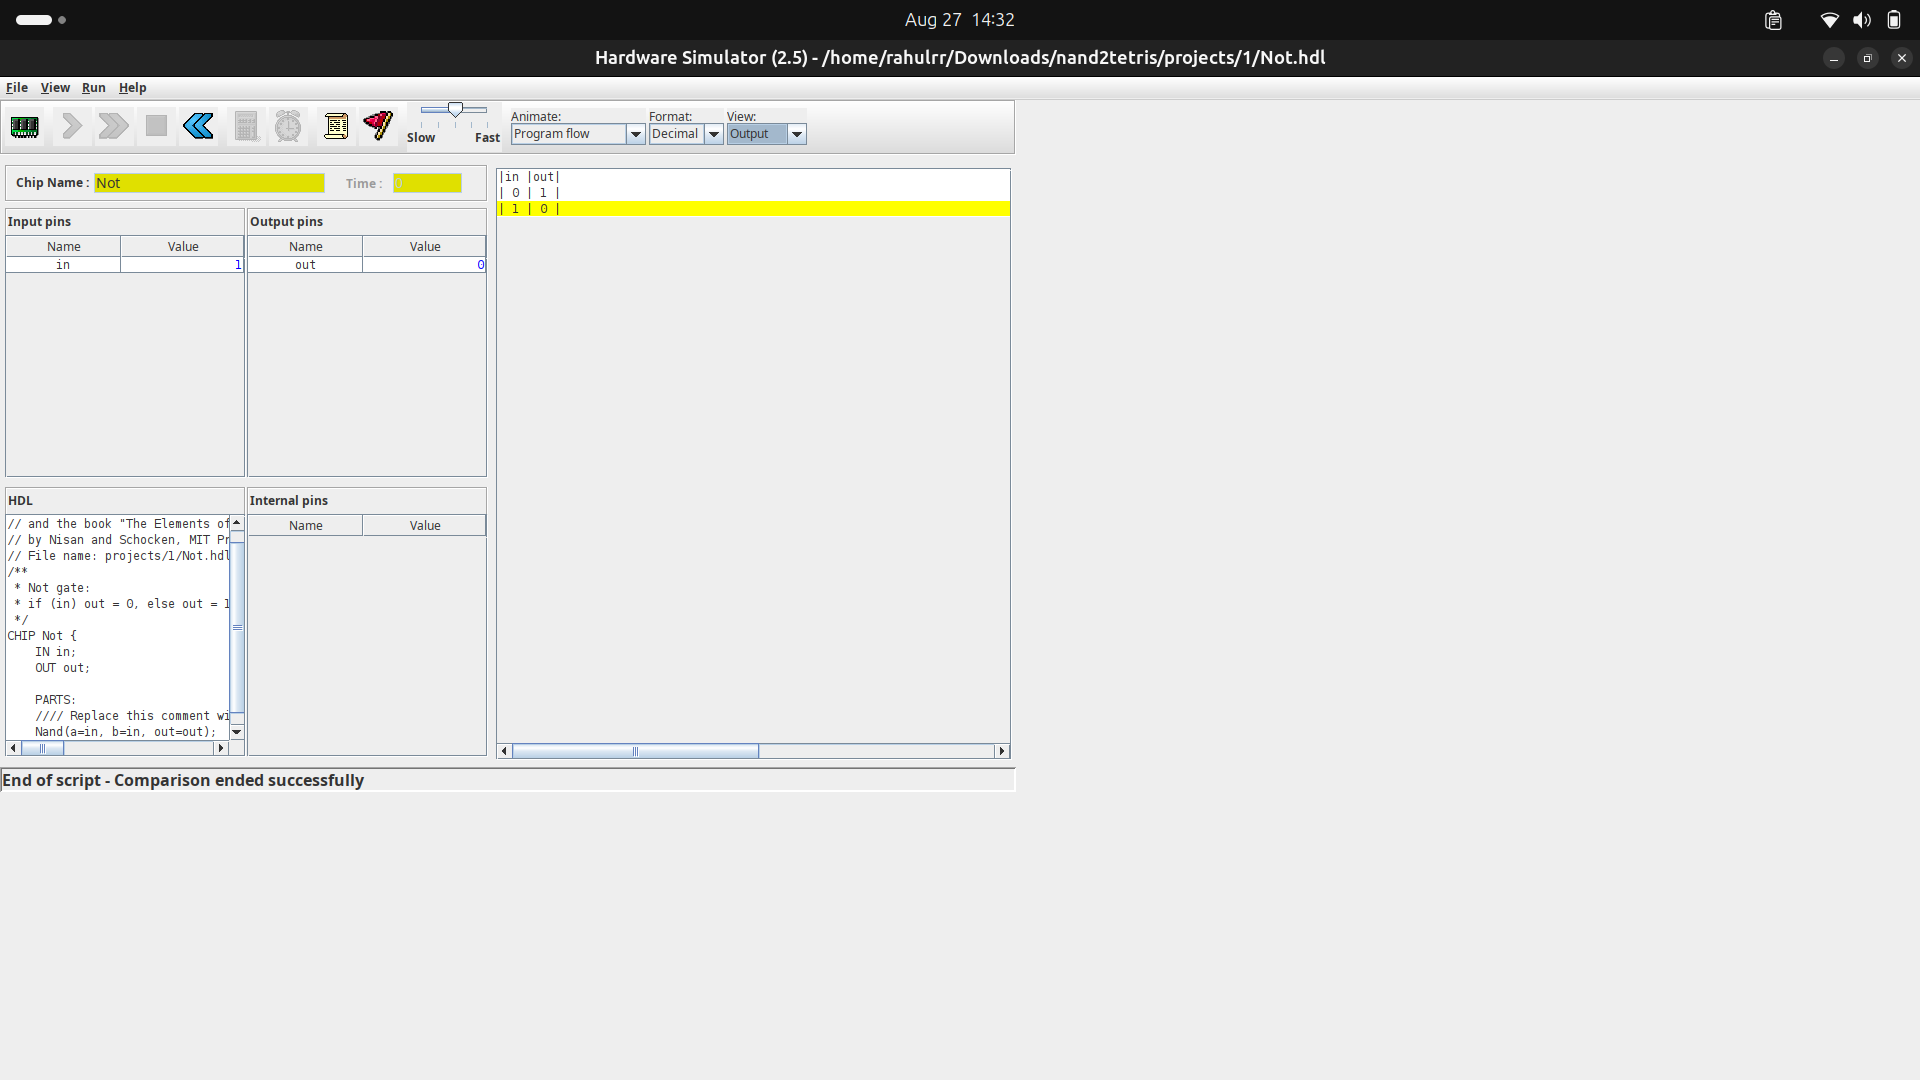 Aug 27 14:32
Hardware Simulator (2.5) - /home/rahulrr/Downloads/nand2tetris/projects/1/Not.hdl
File View Run Help
Slow Fast
Animate: Format: View:
Program flow Decimal Output
Chip Name : Not Time : 0
Input pins Output pins
Name Value Name Value
in 1 out 0
|in |out|
| 0 | 1 |
| 1 | 0 |
HDL Internal pins
Name Value
// and the book "The Elements of
// by Nisan and Schocken, MIT Pr
// File name: projects/1/Not.hdl
/**
* Not gate:
* if (in) out = 0, else out = 1
*/
CHIP Not {
IN in;
OUT out;
PARTS:
//// Replace this comment wi
Nand(a=in, b=in, out=out);
End of script - Comparison ended successfully